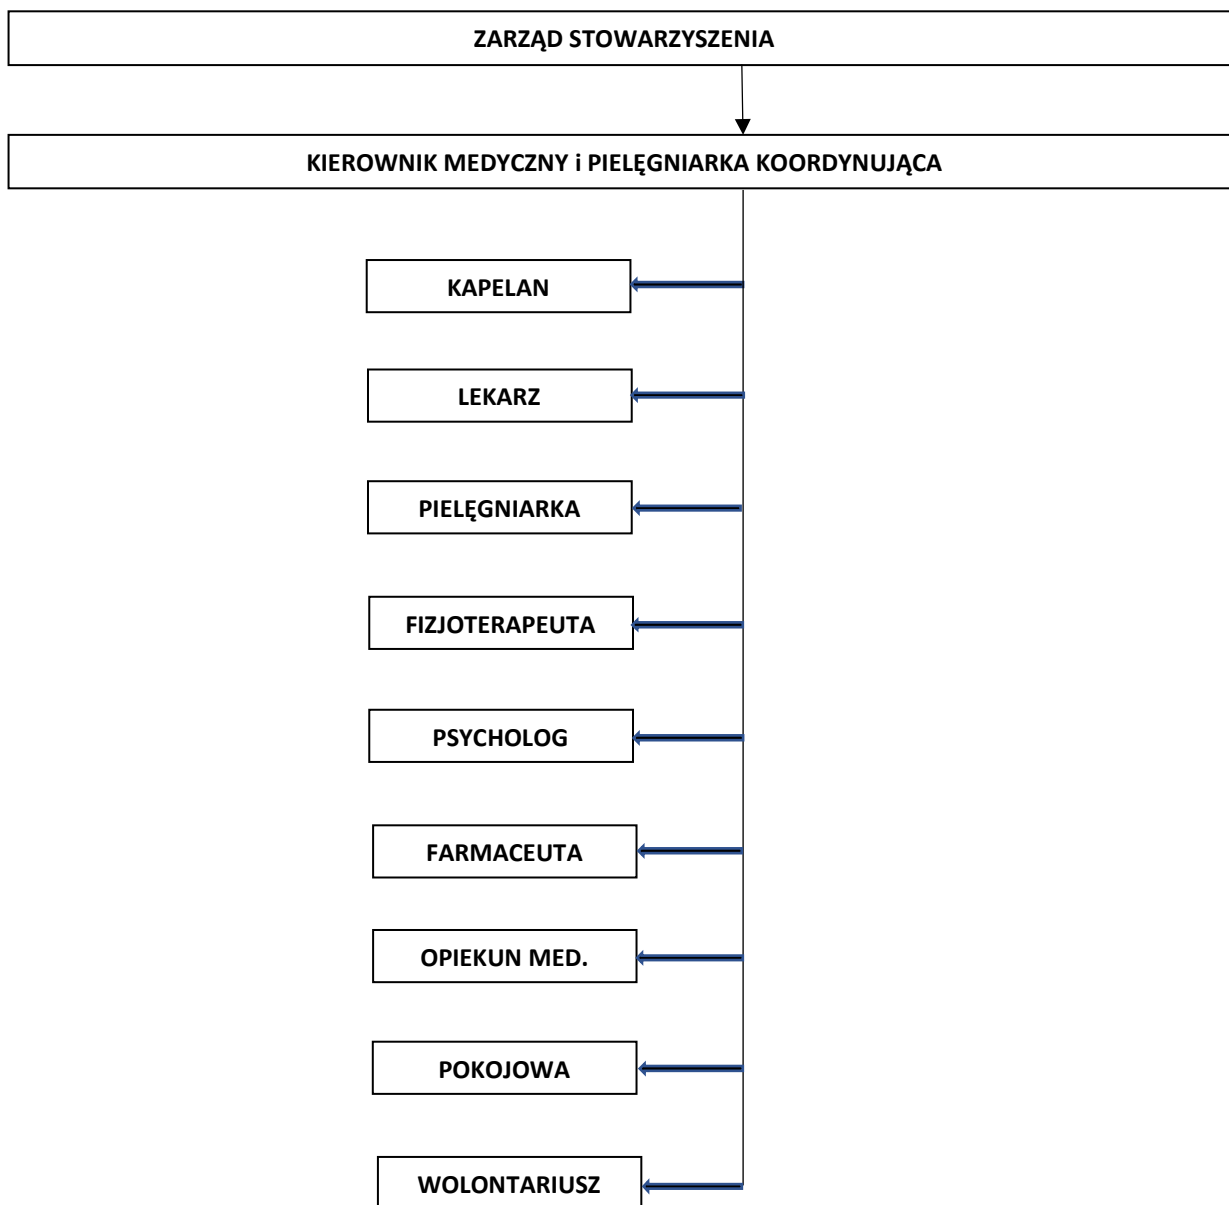 ZARZĄD STOWARZYSZENIA
KIEROWNIK MEDYCZNY i PIELĘGNIARKA KOORDYNUJĄCA
KAPELAN
LEKARZ
PIELĘGNIARKA
FIZJOTERAPEUTA
PSYCHOLOG
FARMACEUTA
OPIEKUN MED.
POKOJOWA
WOLONTARIUSZ